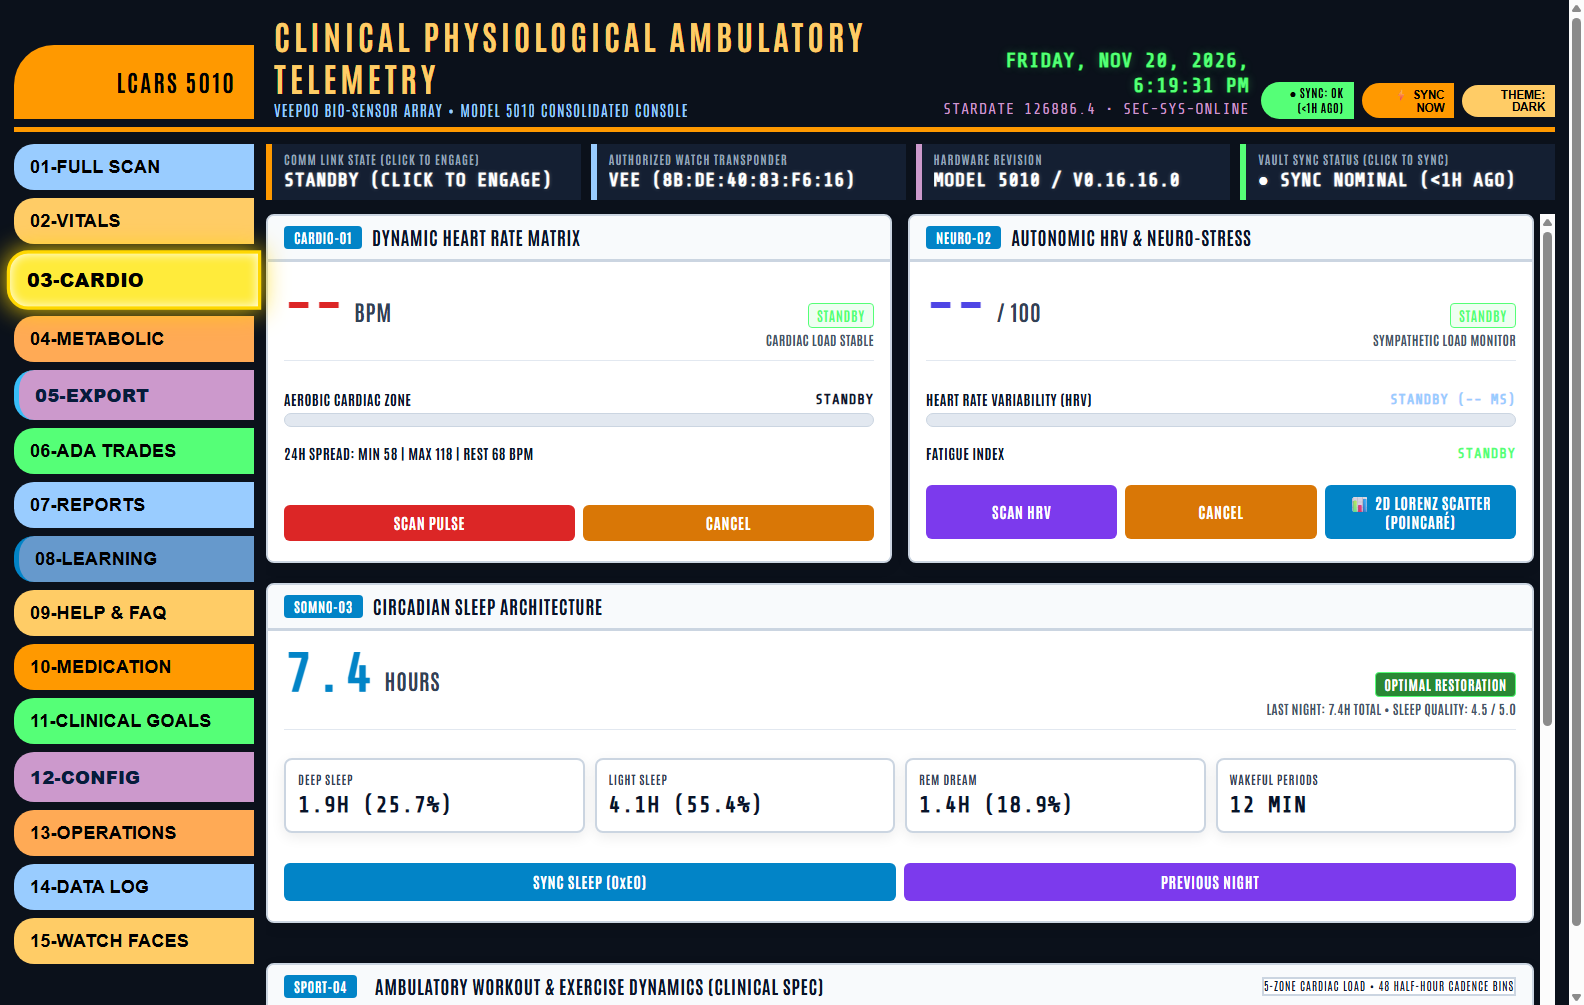 LCARS 5010
CLINICAL PHYSIOLOGICAL AMBULATORY
TELEMETRY
VEEPOO BIO-SENSOR ARRAY • MODEL 5010 CONSOLIDATED CONSOLE
FRIDAY, NOV 20, 2026,
6:19:31 PM
STARDATE 126886.4 · SEC-SYS-ONLINE
● SYNC: OK
(<1H AGO)
SYNC
NOW
THEME:
DARK
01-FULL SCAN
02-VITALS
03-CARDIO
04-METABOLIC
05-EXPORT
06-ADA TRADES
07-REPORTS
08-LEARNING
09-HELP & FAQ
10-MEDICATION
11-CLINICAL GOALS
12-CONFIG
13-OPERATIONS
14-DATA LOG
15-WATCH FACES
COMM LINK STATE (CLICK TO ENGAGE)
STANDBY (CLICK TO ENGAGE)
AUTHORIZED WATCH TRANSPONDER
VEE (8B:DE:40:83:F6:16)
HARDWARE REVISION
MODEL 5010 / V0.16.16.0
VAULT SYNC STATUS (CLICK TO SYNC)
● SYNC NOMINAL (<1H AGO)
CARDIO-01 DYNAMIC HEART RATE MATRIX
-- BPM
STANDBY
CARDIAC LOAD STABLE
AEROBIC CARDIAC ZONE STANDBY
24H SPREAD: MIN 58 | MAX 118 | REST 68 BPM
SCAN PULSE
CANCEL
NEURO-02 AUTONOMIC HRV & NEURO-STRESS
-- / 100
STANDBY
SYMPATHETIC LOAD MONITOR
HEART RATE VARIABILITY (HRV) STANDBY (-- MS)
FATIGUE INDEX STANDBY
SCAN HRV
CANCEL
2D LORENZ SCATTER
(POINCARÉ)
SOMNO-03 CIRCADIAN SLEEP ARCHITECTURE
7.4 HOURS
OPTIMAL RESTORATION
LAST NIGHT: 7.4H TOTAL • SLEEP QUALITY: 4.5 / 5.0
DEEP SLEEP
1.9H (25.7%)
LIGHT SLEEP
4.1H (55.4%)
REM DREAM
1.4H (18.9%)
WAKEFUL PERIODS
12 MIN
SYNC SLEEP (0xE0)
PREVIOUS NIGHT
SPORT-04 AMBULATORY WORKOUT & EXERCISE DYNAMICS (CLINICAL SPEC)
5-ZONE CARDIAC LOAD • 48 HALF-HOUR CADENCE BINS